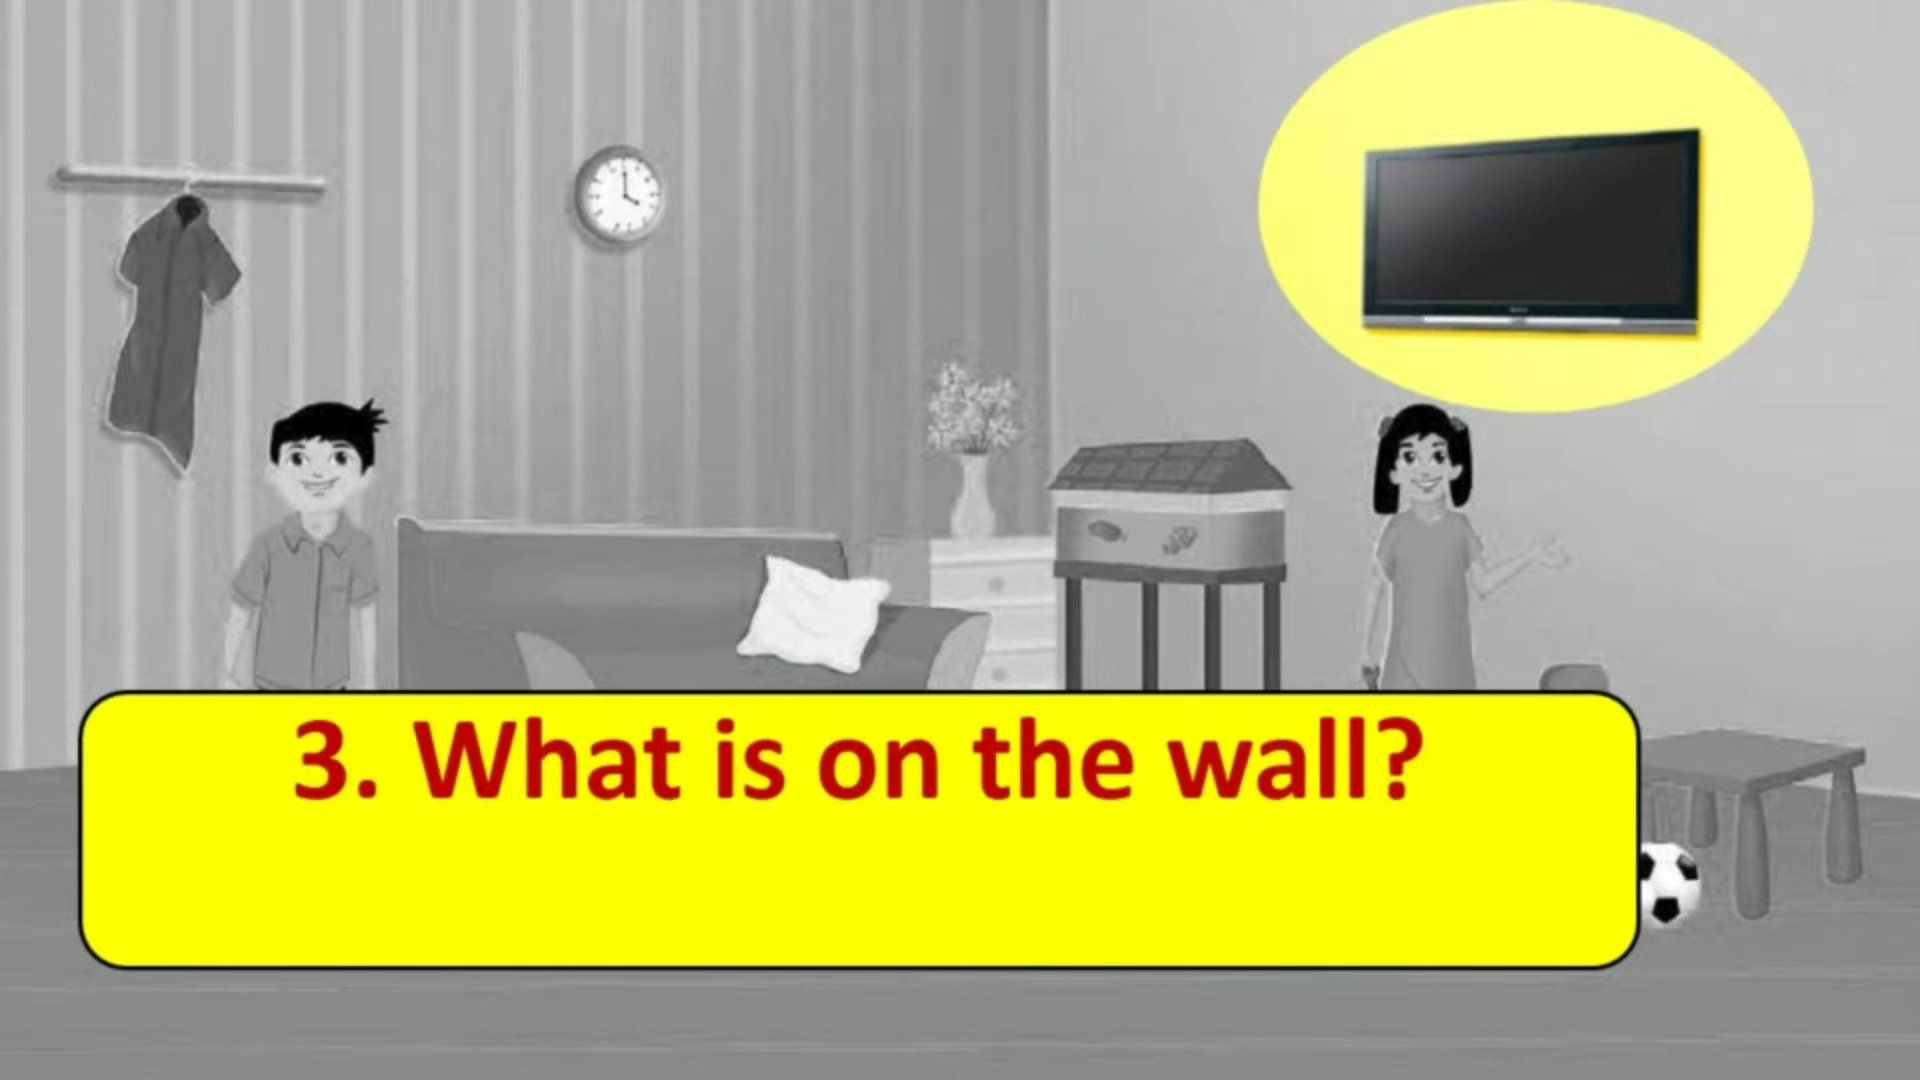 3. What is on the wall?